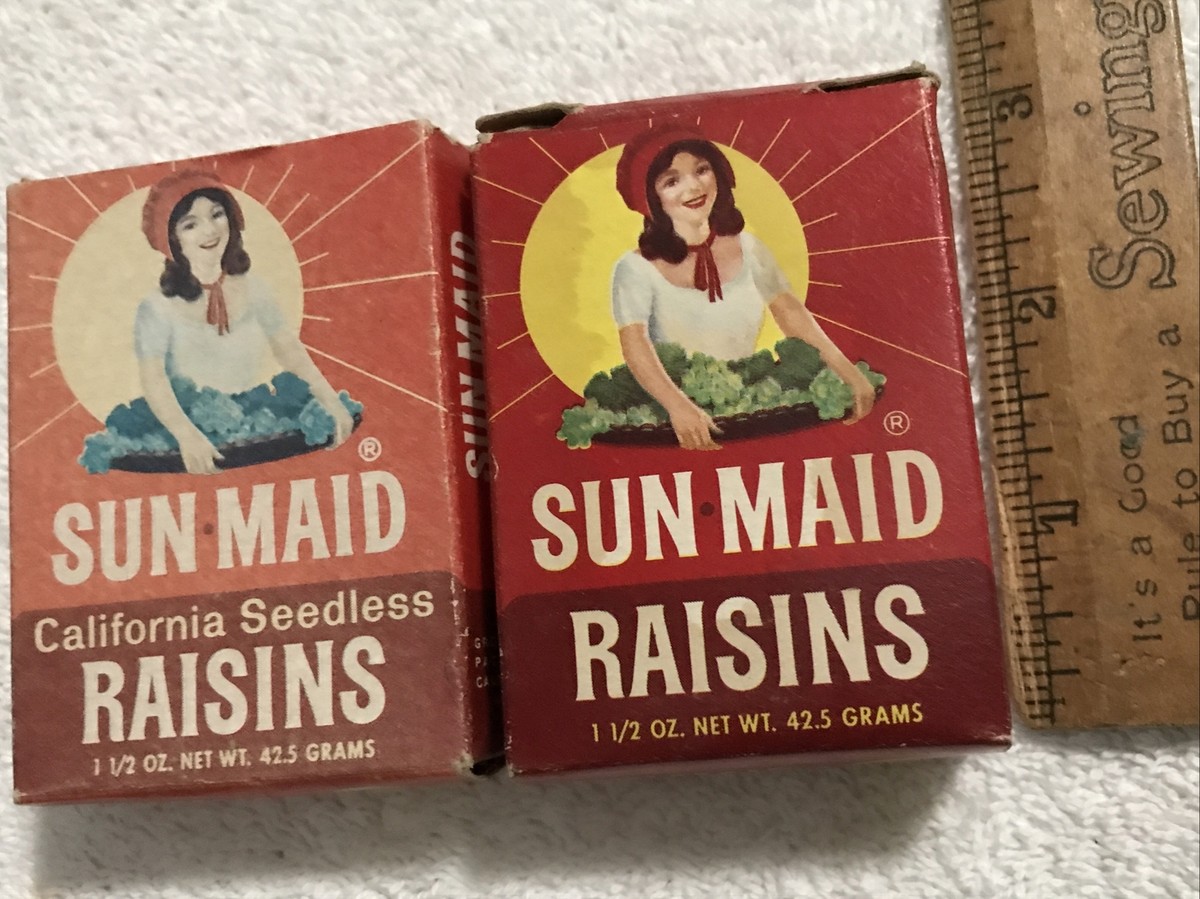 SUN·MAID
®
California Seedless
RAISINS
1 1/2 OZ. NET WT. 42.5 GRAMS
SUN MAID
SUN·MAID
®
RAISINS
1 1/2 OZ. NET WT. 42.5 GRAMS
1 2 3
It's a Good
Rule to Buy a
Sewing